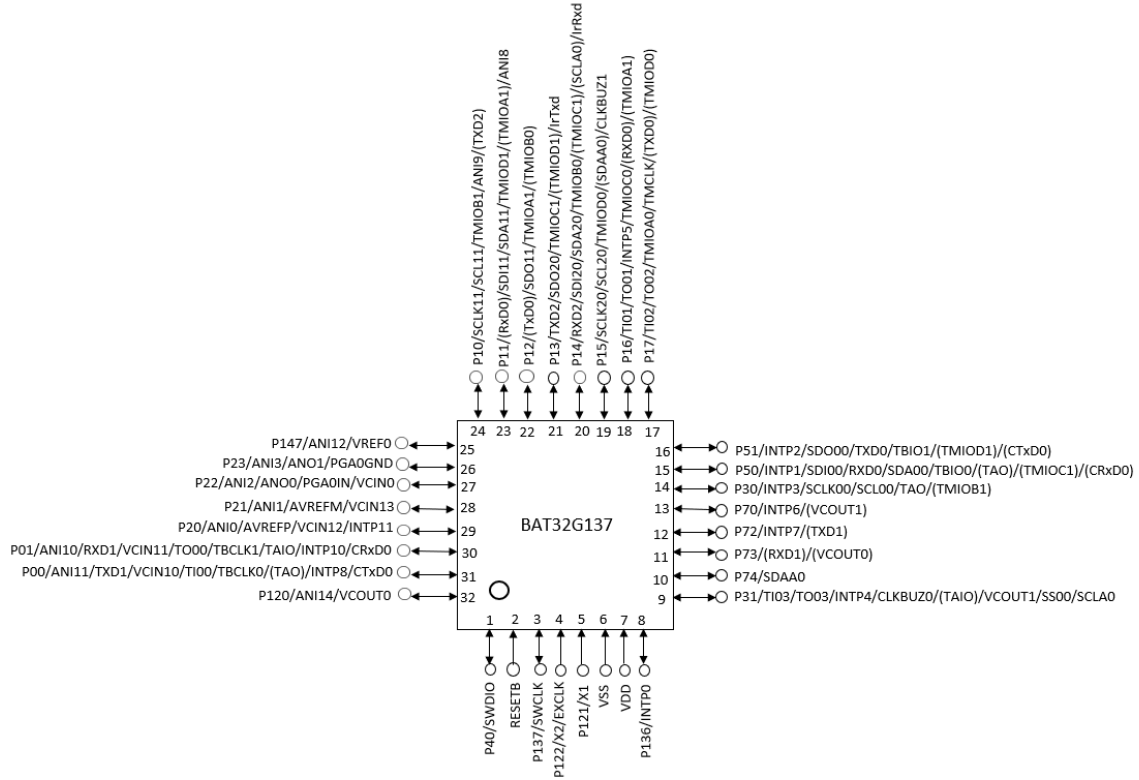 P10/SCLK11/SCL11/TMIOB1/ANI9/(TXD2)
P11/(RxD0)/SDI11/SDA11/TMIOD1/(TMIOA1)/ANI8
P12/(TxD0)/SDO11/TMIOA1/(TMIOB0)
P13/TXD2/SDO20/TMIOC1/(TMIOD1)/IrTxd
P14/RXD2/SDI20/SDA20/TMIOB0/(TMIOC1)/(SCLA0)/IrRxd
P15/SCLK20/SCL20/TMIOD0/(SDAA0)/CLKBUZ1
P16/TI01/TO01/INTP5/TMIOC0/(RXD0)/(TMIOA1)
P17/TI02/TO02/TMIOA0/TMCLK/(TXD0)/(TMIOD0)
24 23 22 21 20 19 18 17
P147/ANI12/VREF0 25
P23/ANI3/ANO1/PGA0GND 26
P22/ANI2/ANO0/PGA0IN/VCIN0 27
P21/ANI1/AVREFM/VCIN13 28
P20/ANI0/AVREFP/VCIN12/INTP11 29
P01/ANI10/RXD1/VCIN11/TO00/TBCLK1/TAIO/INTP10/CRxD0 30
P00/ANI11/TXD1/VCIN10/TI00/TBCLK0/(TAO)/INTP8/CTxD0 31
P120/ANI14/VCOUT0 32
BAT32G137
16 P51/INTP2/SDO00/TXD0/TBIO1/(TMIOD1)/(CTxD0)
15 P50/INTP1/SDI00/RXD0/SDA00/TBIO0/(TAO)/(TMIOC1)/(CRxD0)
14 P30/INTP3/SCLK00/SCL00/TAO/(TMIOB1)
13 P70/INTP6/(VCOUT1)
12 P72/INTP7/(TXD1)
11 P73/(RXD1)/(VCOUT0)
10 P74/SDAA0
9 P31/TI03/TO03/INTP4/CLKBUZ0/(TAIO)/VCOUT1/SS00/SCLA0
1 2 3 4 5 6 7 8
P40/SWDIO
RESETB
P137/SWCLK
P122/X2/EXCLK
P121/X1
VSS
VDD
P136/INTP0